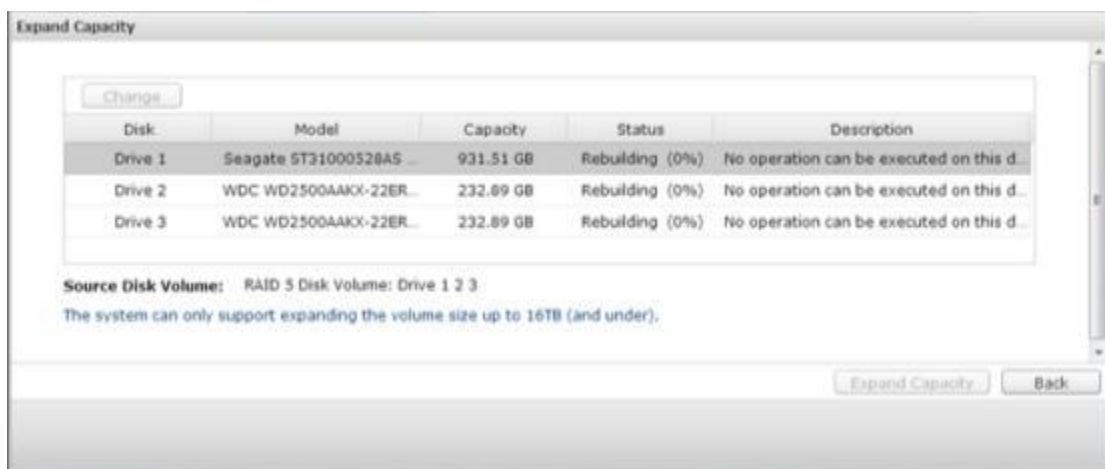 Expand Capacity
Change
Disk Model Capacity Status Description
Drive 1 Seagate ST31000528AS ... 931.51 GB Rebuilding (0%) No operation can be executed on this d...
Drive 2 WDC WD2500AAKX-22ER... 232.89 GB Rebuilding (0%) No operation can be executed on this d...
Drive 3 WDC WD2500AAKX-22ER... 232.89 GB Rebuilding (0%) No operation can be executed on this d...
Source Disk Volume: RAID 5 Disk Volume: Drive 1 2 3
The system can only support expanding the volume size up to 16TB (and under).
Expand Capacity Back